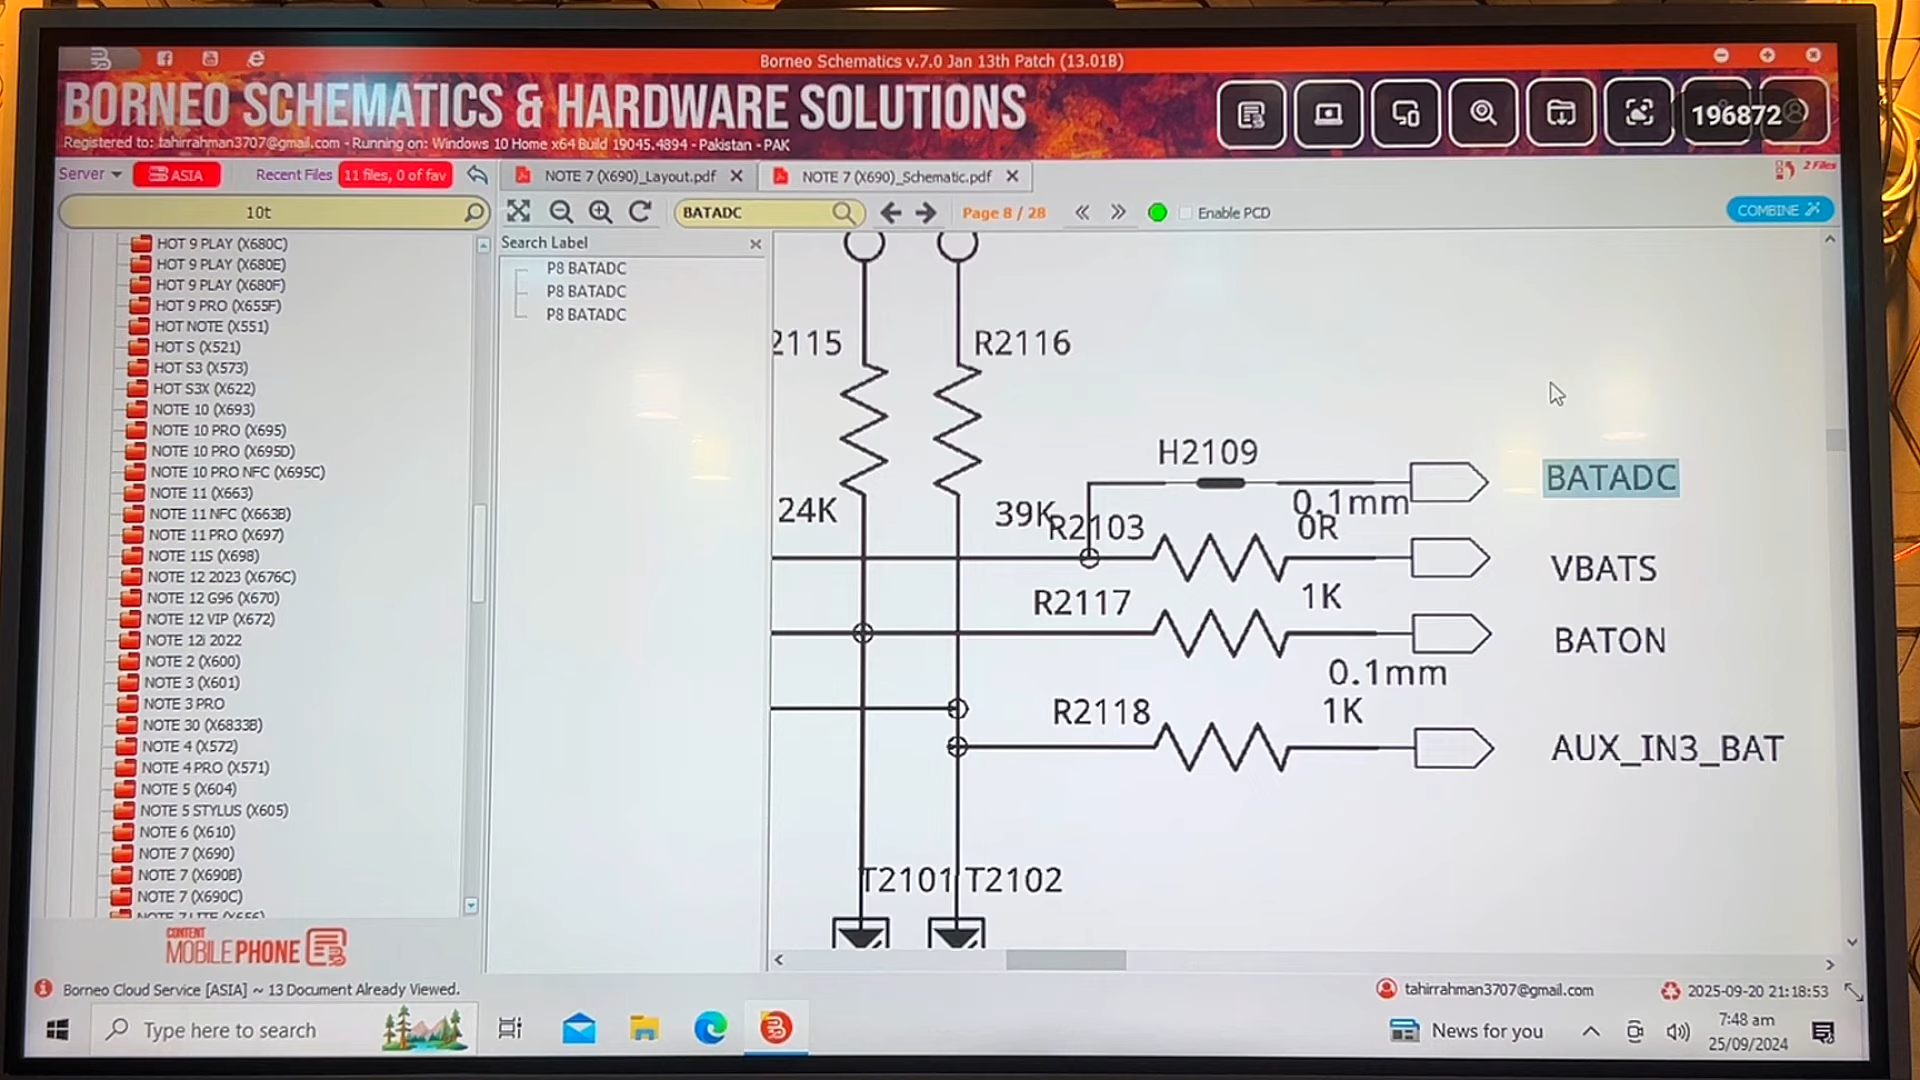 Borneo Schematics v.7.0 Jan 13th Patch (13.01B)
BORNEO SCHEMATICS & HARDWARE SOLUTIONS
196872
Registered to: tahirrahman3707@gmail.com - Running on: Windows 10 Home x64 Build 19045.4894 - Pakistan - PAK
Server ASIA Recent Files 11 files, 0 of fav
NOTE 7 (X690)_Layout.pdf NOTE 7 (X690)_Schematic.pdf
2 Files
10t
BATADC
Page 8 / 28
Enable PCD
COMBINE
HOT 9 PLAY (X680C)
HOT 9 PLAY (X680E)
HOT 9 PLAY (X680F)
HOT 9 PRO (X655F)
HOT NOTE (X551)
HOT S (X521)
HOT S3 (X573)
HOT S3X (X622)
NOTE 10 (X693)
NOTE 10 PRO (X695)
NOTE 10 PRO (X695D)
NOTE 10 PRO NFC (X695C)
NOTE 11 (X663)
NOTE 11 NFC (X663B)
NOTE 11 PRO (X697)
NOTE 11S (X698)
NOTE 12 2023 (X676C)
NOTE 12 G96 (X670)
NOTE 12 VIP (X672)
NOTE 12i 2022
NOTE 2 (X600)
NOTE 3 (X601)
NOTE 3 PRO
NOTE 30 (X6833B)
NOTE 4 (X572)
NOTE 4 PRO (X571)
NOTE 5 (X604)
NOTE 5 STYLUS (X605)
NOTE 6 (X610)
NOTE 7 (X690)
NOTE 7 (X690B)
NOTE 7 (X690C)
NOTE 7 LITE (X656)
Search Label
P8 BATADC
P8 BATADC
P8 BATADC
2115
R2116
H2109
BATADC
24K
39K
0.1mm
R2103
0R
VBATS
R2117
1K
BATON
0.1mm
R2118
1K
AUX_IN3_BAT
T2101
T2102
CONTENT
MOBILE PHONE
Borneo Cloud Service [ASIA] ~ 13 Document Already Viewed.
tahirrahman3707@gmail.com
2025-09-20 21:18:53
Type here to search
News for you
7:48 am
25/09/2024